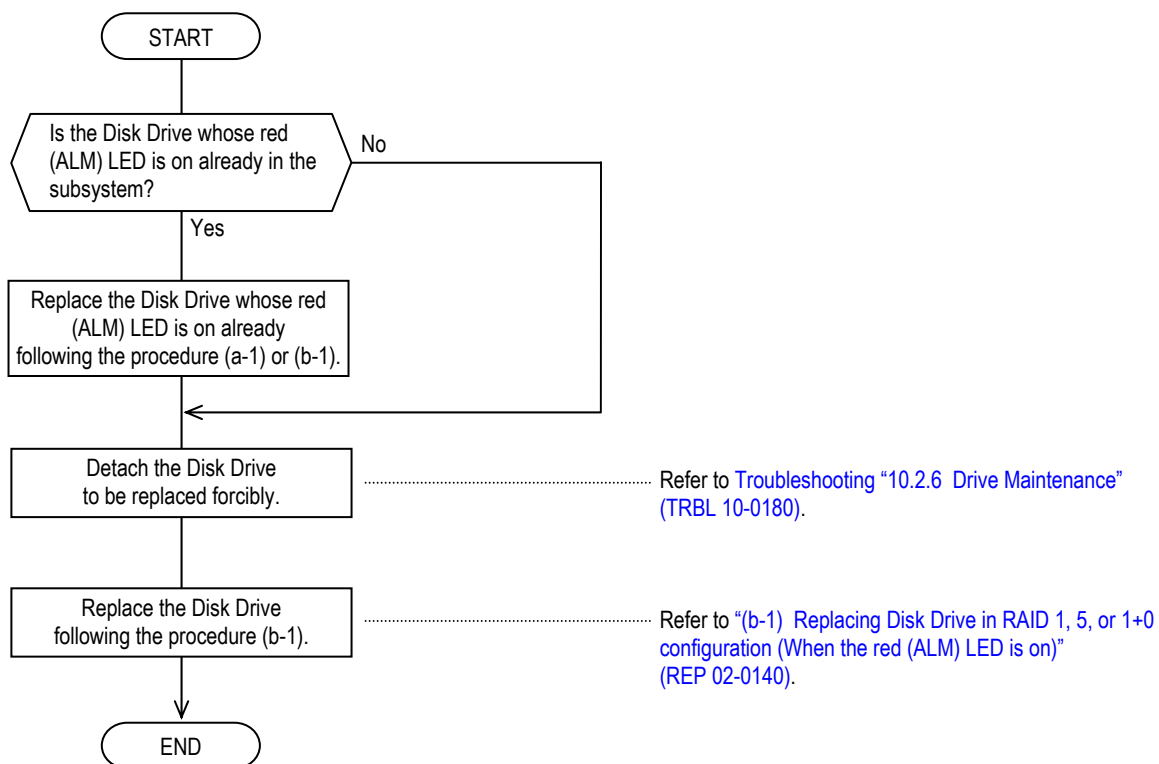 START
Is the Disk Drive whose red
(ALM) LED is on already in the
subsystem?
No
Yes
Replace the Disk Drive whose red
(ALM) LED is on already
following the procedure (a-1) or (b-1).
Detach the Disk Drive
to be replaced forcibly.
Refer to Troubleshooting “10.2.6 Drive Maintenance”
(TRBL 10-0180).
Replace the Disk Drive
following the procedure (b-1).
Refer to “(b-1) Replacing Disk Drive in RAID 1, 5, or 1+0
configuration (When the red (ALM) LED is on)”
(REP 02-0140).
END